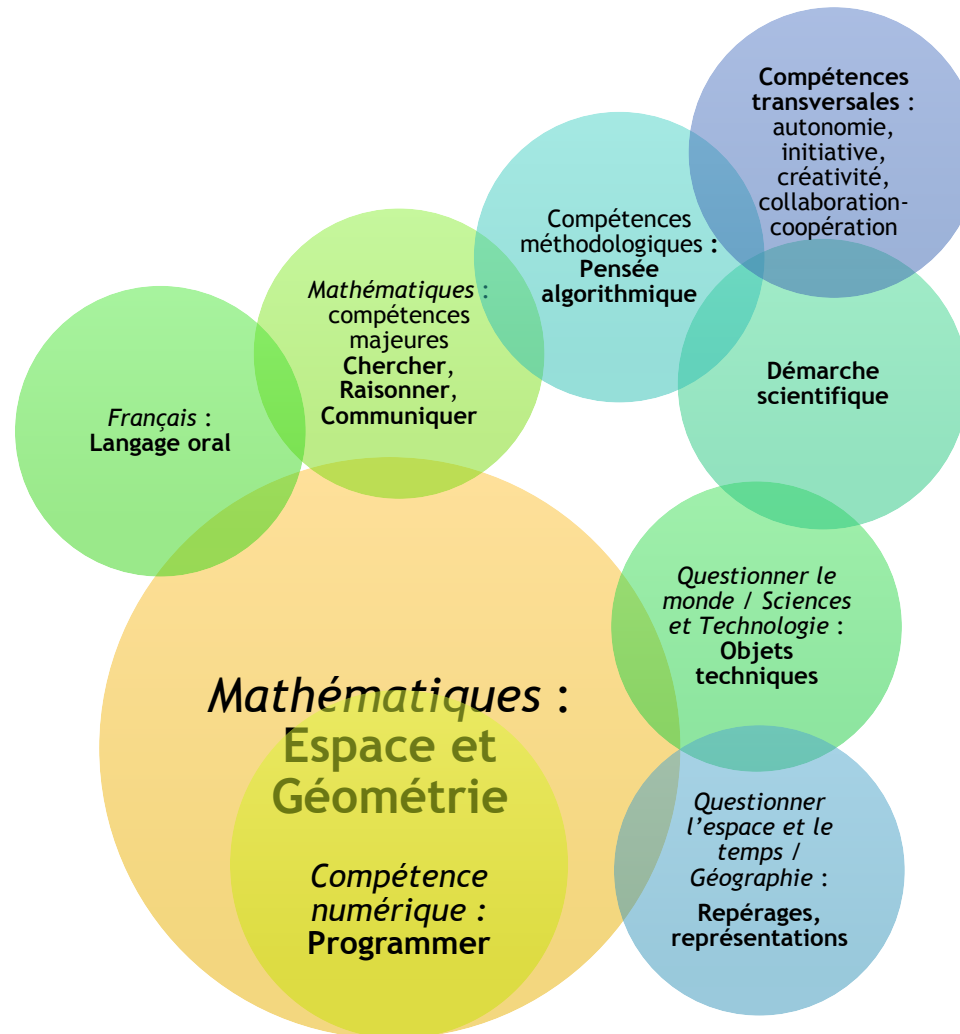 Compétences
transversales :
autonomie,
initiative,
créativité,
collaboration-
coopération
Compétences
méthodologiques :
Pensée
algorithmique
Mathématiques :
compétences
majeures
Chercher,
Raisonner,
Communiquer
Français :
Langage oral
Démarche
scientifique
Questionner le
monde / Sciences
et Technologie :
Objets
techniques
Mathématiques :
Espace et
Géométrie
Compétence
numérique :
Programmer
Questionner
l’espace et le
temps /
Géographie :
Repérages,
représentations